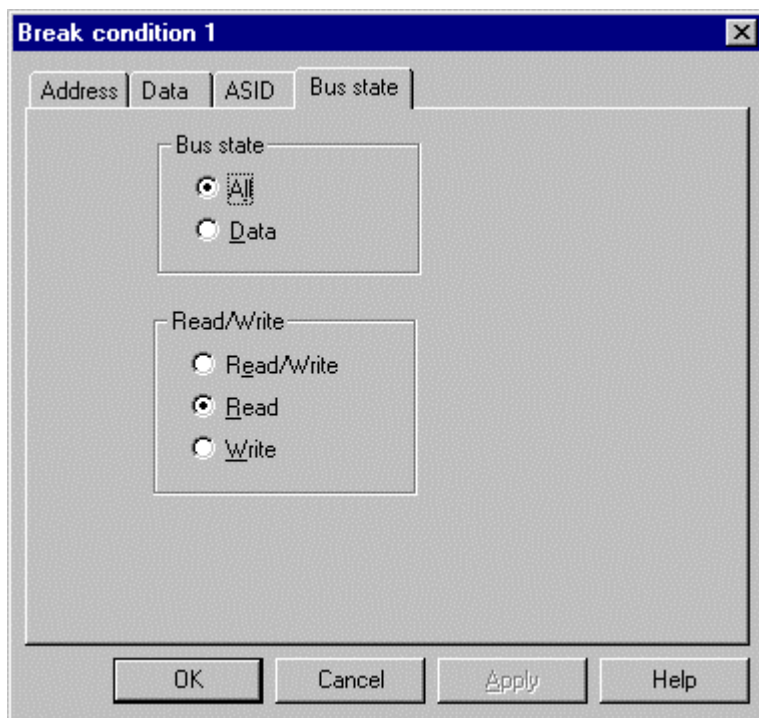 Break condition 1
Address Data ASID Bus state
Bus state
All
Data
Read/Write
Read/Write
Read
Write
OK Cancel Apply Help